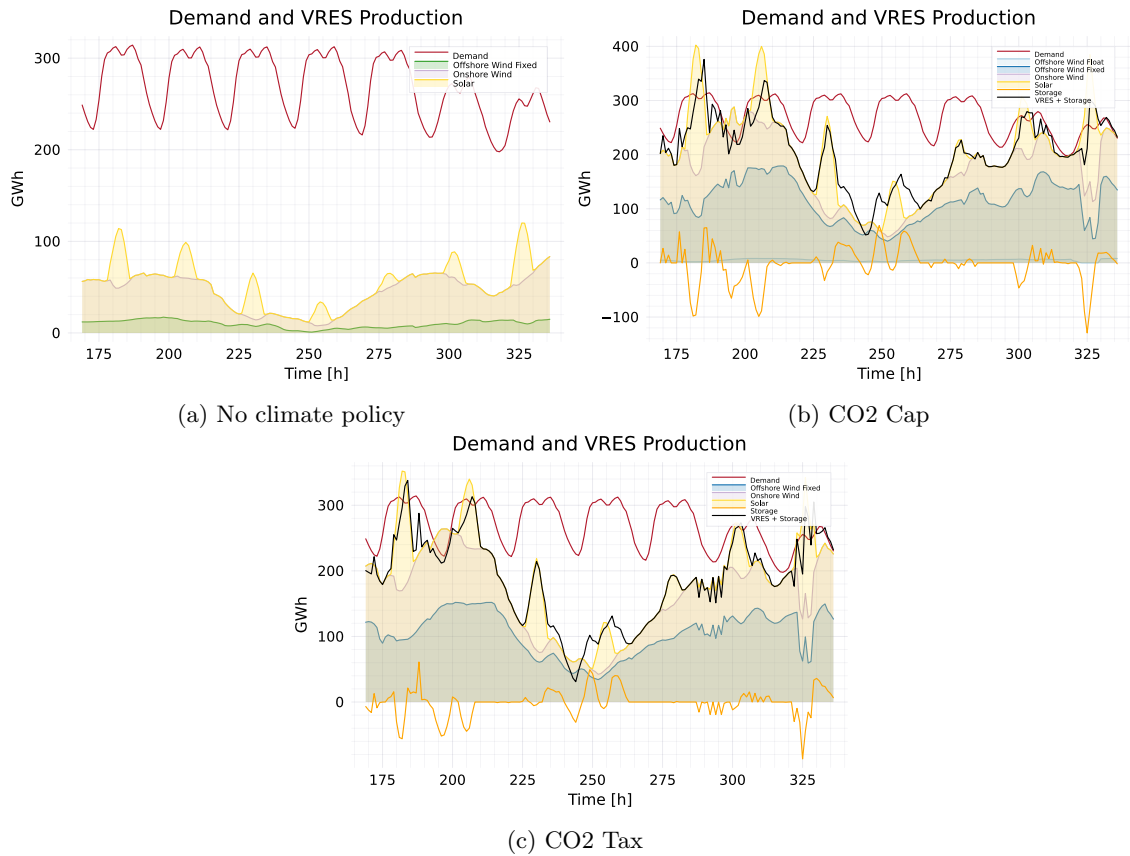 Demand and VRES Production
300
200
100
0
GWh
Demand
Offshore Wind Fixed
Onshore Wind
Solar
175 200 225 250 275 300 325
Time [h]
(a) No climate policy
Demand and VRES Production
400
300
200
100
0
−100
GWh
Demand
Offshore Wind Float
Offshore Wind Fixed
Onshore Wind
Solar
Storage
VRES + Storage
175 200 225 250 275 300 325
Time [h]
(b) CO2 Cap
Demand and VRES Production
300
200
100
0
GWh
Demand
Offshore Wind Fixed
Onshore Wind
Solar
Storage
VRES + Storage
175 200 225 250 275 300 325
Time [h]
(c) CO2 Tax